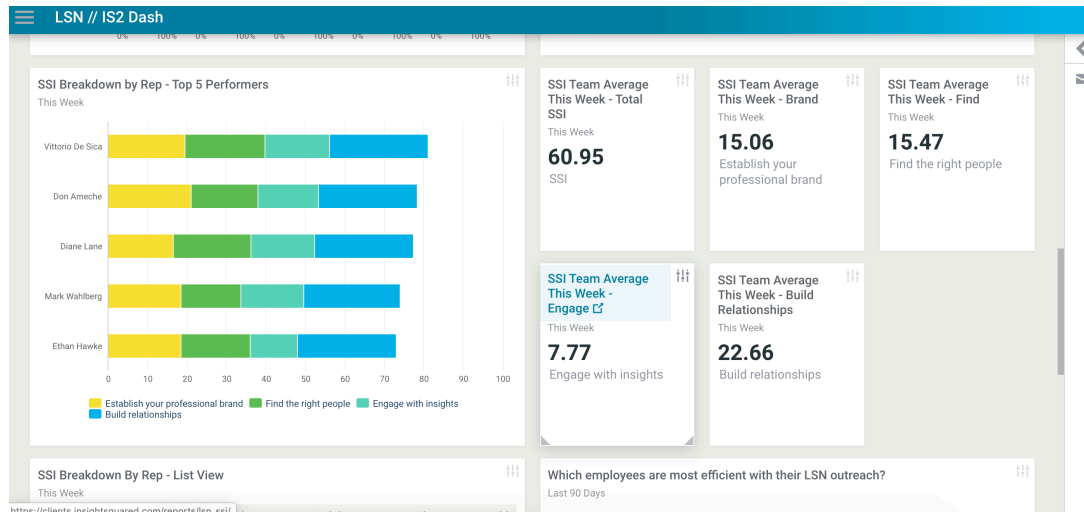 LSN // IS2 Dash
0% 100% 0% 100% 0% 100% 0% 100% 0% 100%
SSI Breakdown by Rep - Top 5 Performers
This Week
Vittorio De Sica
Don Ameche
Diane Lane
Mark Wahlberg
Ethan Hawke
0 10 20 30 40 50 60 70 80 90 100
Establish your professional brand Find the right people Engage with insights
Build relationships
SSI Team Average
This Week - Total
SSI
This Week
60.95
SSI
SSI Team Average
This Week - Brand
This Week
15.06
Establish your
professional brand
SSI Team Average
This Week - Find
This Week
15.47
Find the right people
SSI Team Average
This Week -
Engage
This Week
7.77
Engage with insights
SSI Team Average
This Week - Build
Relationships
This Week
22.66
Build relationships
SSI Breakdown By Rep - List View
This Week
Which employees are most efficient with their LSN outreach?
Last 90 Days
https://clients.insightsquared.com/reports/lsn_ssi/